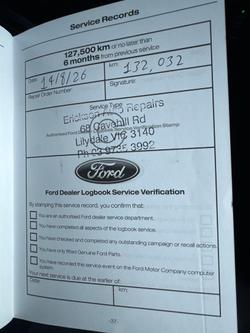 Service Records
127,500 km or no later than
6 months from previous service
Date: 14/8/26
km: 132,032
Repair Order Number:
Signature:
Service Type
Repairs
68 Cavehill Rd
Lilydale VIC 3140
Ph 03 9735 3992
Ford
Ford Dealer Logbook Service Verification
By stamping this service record, you confirm that:
You are an authorised Ford dealer service department.
You have completed all aspects of the logbook service.
You have checked and completed any outstanding campaign or recall actions.
You have only fitted Genuine Ford Parts.
You have recorded this service event on the Ford Motor Company computer
system.
Your next service is due at the earlier of:
Date:
km: